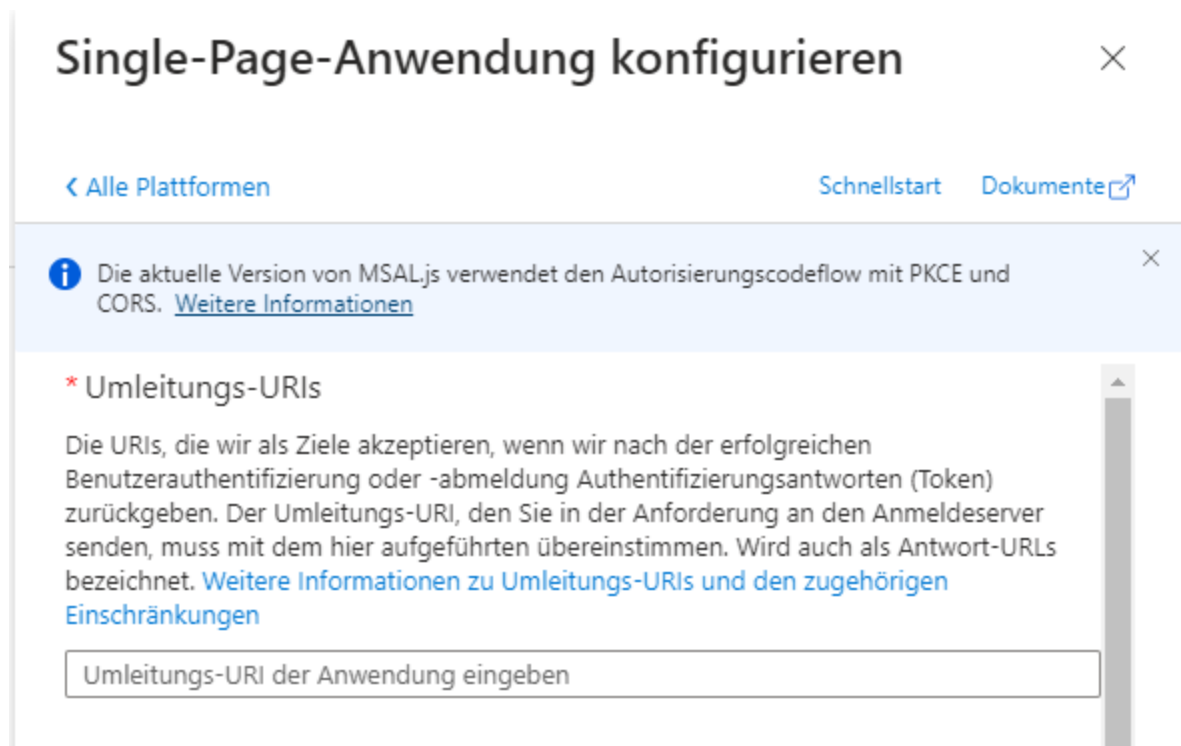 Single-Page-Anwendung konfigurieren
Alle Plattformen
Schnellstart
Dokumente
Die aktuelle Version von MSAL.js verwendet den Autorisierungscodeflow mit PKCE und
CORS. Weitere Informationen
* Umleitungs-URIs
Die URIs, die wir als Ziele akzeptieren, wenn wir nach der erfolgreichen
Benutzerauthentifizierung oder -abmeldung Authentifizierungsantworten (Token)
zurückgeben. Der Umleitungs-URI, den Sie in der Anforderung an den Anmeldeserver
senden, muss mit dem hier aufgeführten übereinstimmen. Wird auch als Antwort-URLs
bezeichnet. Weitere Informationen zu Umleitungs-URIs und den zugehörigen
Einschränkungen
Umleitungs-URI der Anwendung eingeben